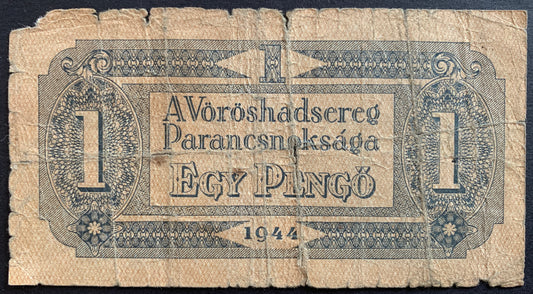 1
A Vöröshadsereg
Parancsnoksága
1 EGY PENGŐ 1
1944